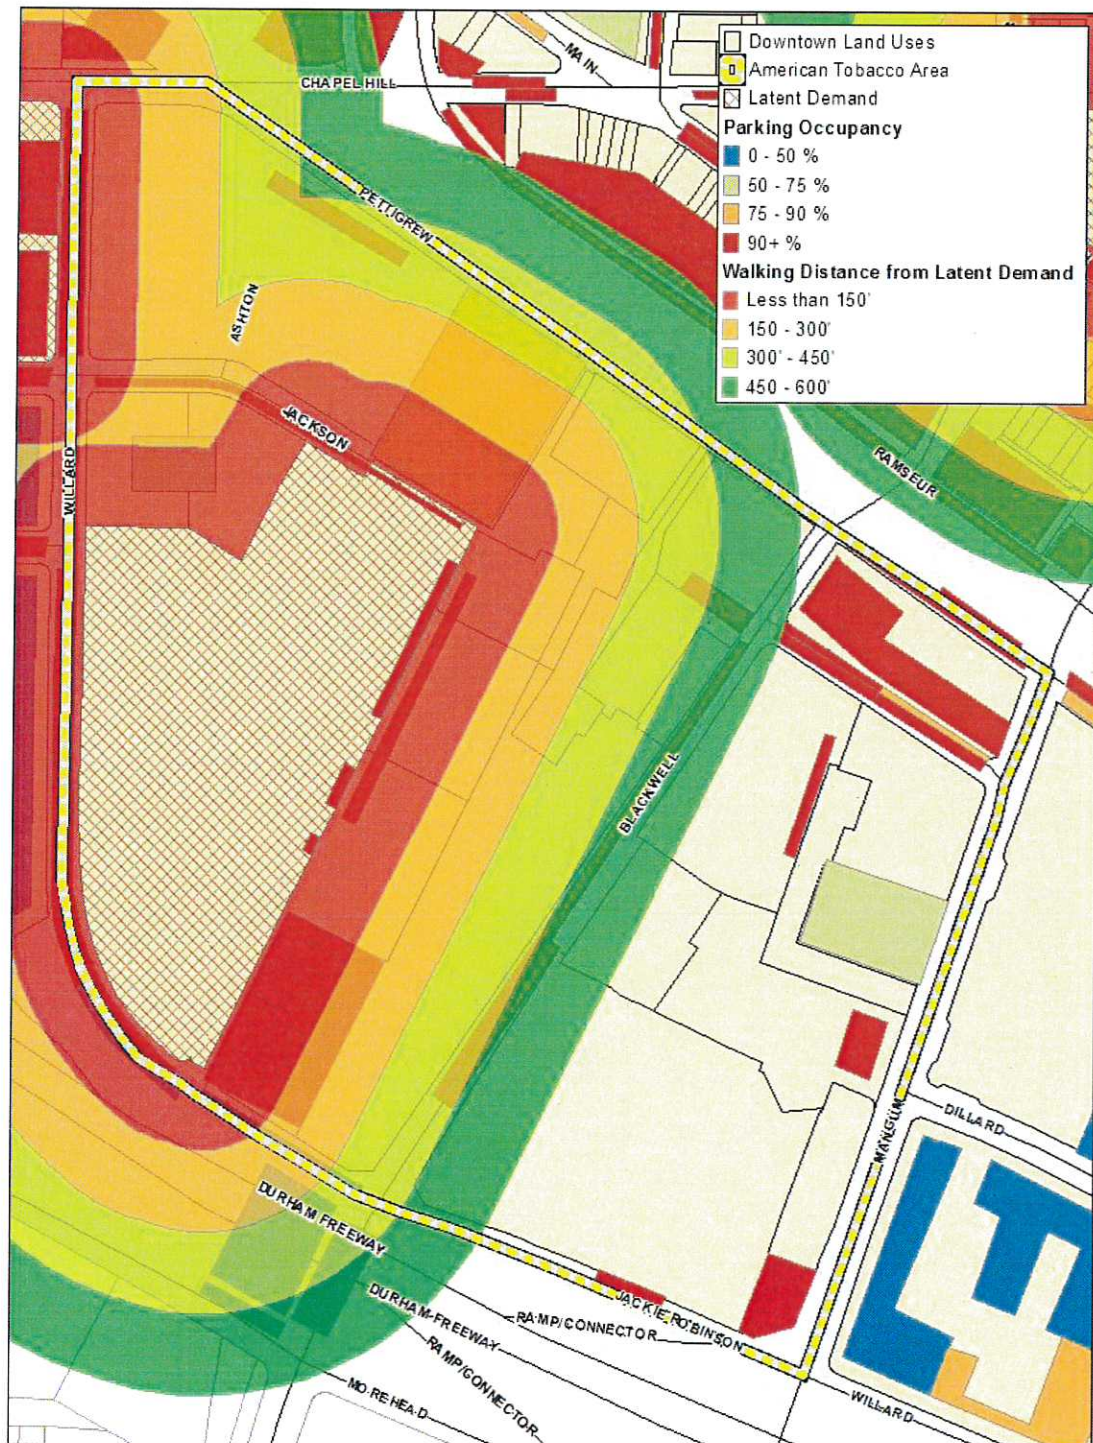 Downtown Land Uses
American Tobacco Area
Latent Demand
Parking Occupancy
0 - 50 %
50 - 75 %
75 - 90 %
90+ %
Walking Distance from Latent Demand
Less than 150'
150 - 300'
300' - 450'
450 - 600'
MAIN
CHAPEL HILL
PETTIGREW
ASHTON
JACKSON
WILLARD
RAMSEUR
BLACKWELL
MANGUM
DILLARD
DURHAM FREEWAY
DURHAM FREEWAY
RAMP/CONNECTOR
JACKIE ROBINSON
RAMP/CONNECTOR
MOREHEAD
WILLARD